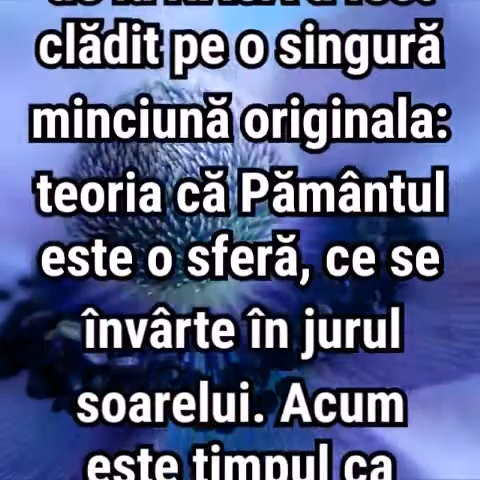 clădit pe o singură
minciună originala:
teoria că Pământul
este o sferă, ce se
învârte în jurul
soarelui. Acum
este timpul ca